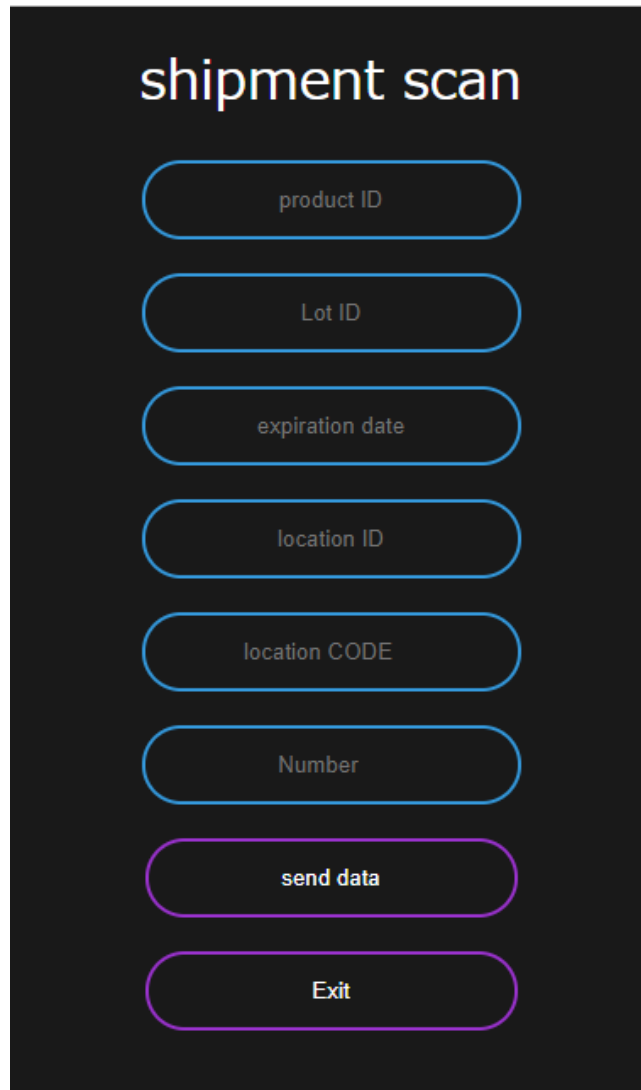 shipment scan
product ID
Lot ID
expiration date
location ID
location CODE
Number
send data
Exit